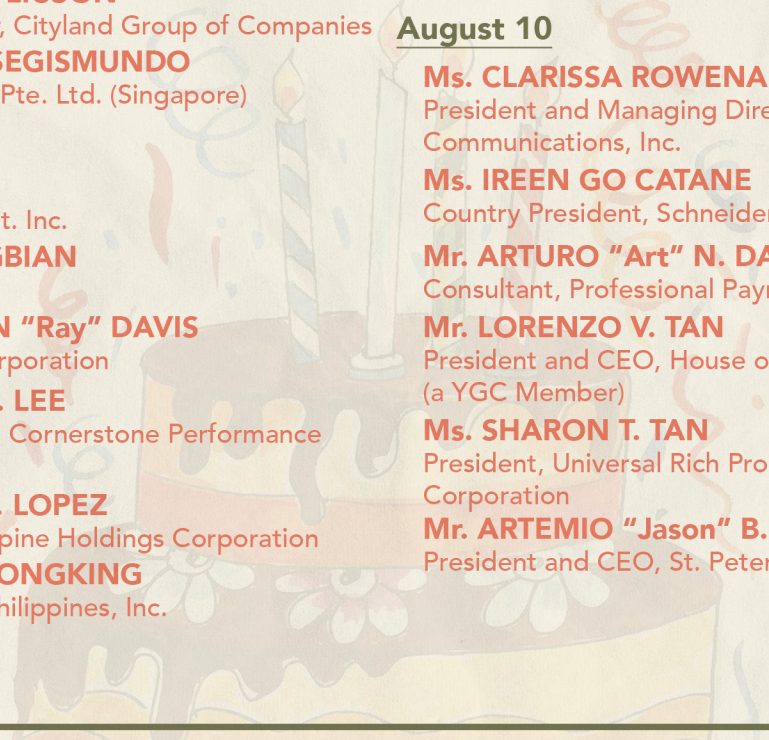 , Cityland Group of Companies
SEGISMUNDO
Pte. Ltd. (Singapore)
t. Inc.
GBIAN
N “Ray” DAVIS
rporation
. LEE
Cornerstone Performance
. LOPEZ
pine Holdings Corporation
ONGKING
hilippines, Inc.
August 10
Ms. CLARISSA ROWENA
President and Managing Dire
Communications, Inc.
Ms. IREEN GO CATANE
Country President, Schneider
Mr. ARTURO “Art” N. DA
Consultant, Professional Payr
Mr. LORENZO V. TAN
President and CEO, House o
(a YGC Member)
Ms. SHARON T. TAN
President, Universal Rich Pro
Corporation
Mr. ARTEMIO “Jason” B.
President and CEO, St. Peter